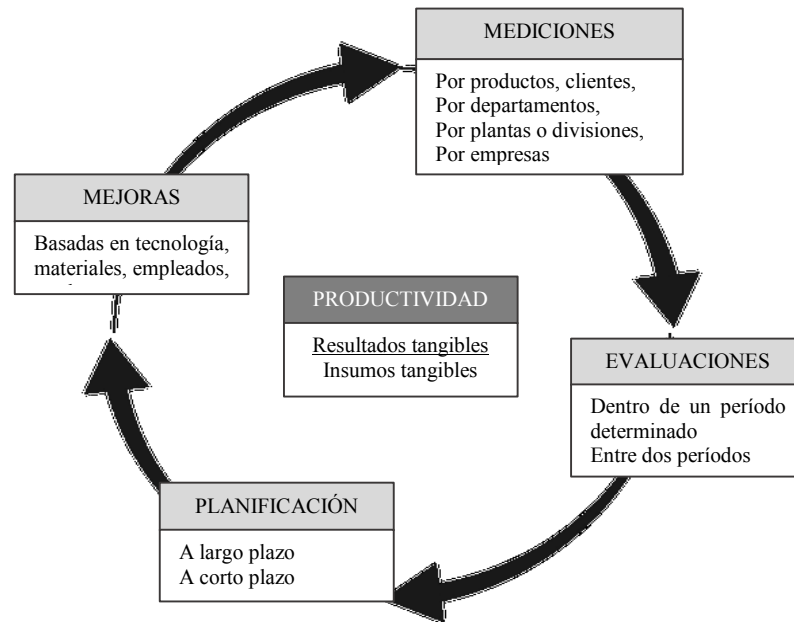 MEDICIONES
Por productos, clientes,
Por departamentos,
Por plantas o divisiones,
Por empresas
MEJORAS
Basadas en tecnología,
materiales, empleados,
PRODUCTIVIDAD
Resultados tangibles
Insumos tangibles
EVALUACIONES
Dentro de un período
determinado
Entre dos períodos
PLANIFICACIÓN
A largo plazo
A corto plazo